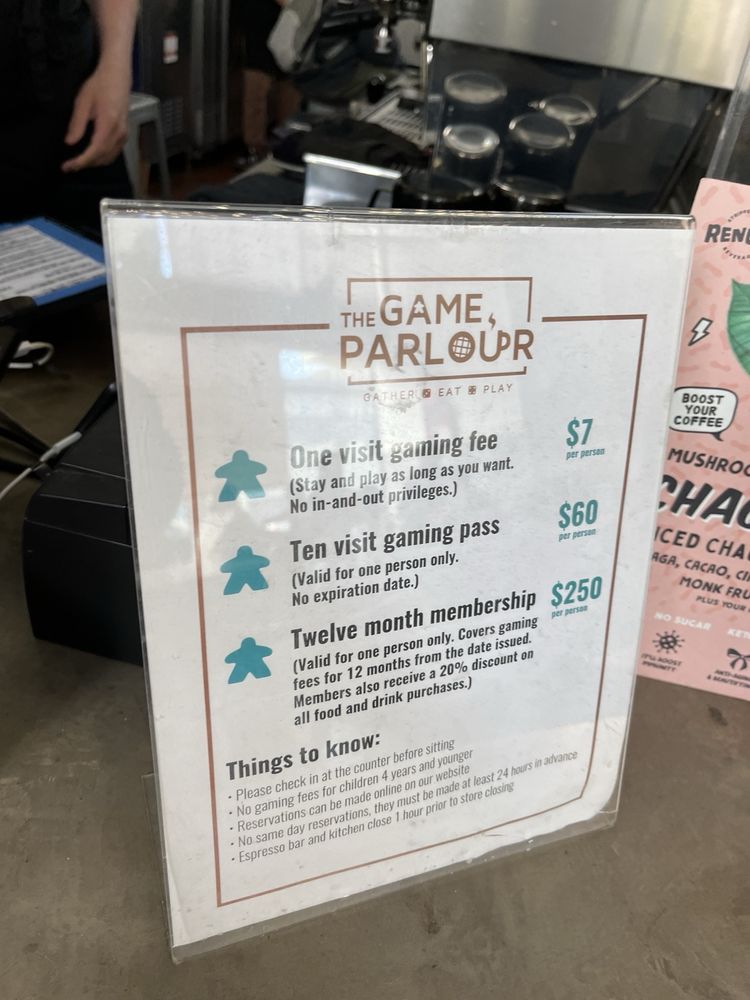 THE GAME
PARLOUR
GATHER EAT PLAY
One visit gaming fee
$7
per person
(Stay and play as long as you want.
No in-and-out privileges.)
Ten visit gaming pass
$60
per person
(Valid for one person only.
No expiration date.)
Twelve month membership
$250
per person
(Valid for one person only. Covers gaming
fees for 12 months from the date issued.
Members also receive a 20% discount on
all food and drink purchases.)
Things to know:
• Please check in at the counter before sitting
• No gaming fees for children 4 years and younger
• Reservations can be made online on our website
• No same day reservations, they must be made at least 24 hours in advance
• Espresso bar and kitchen close 1 hour prior to store closing
BOOST
YOUR
COFFEE
MONK
NO SUGAR